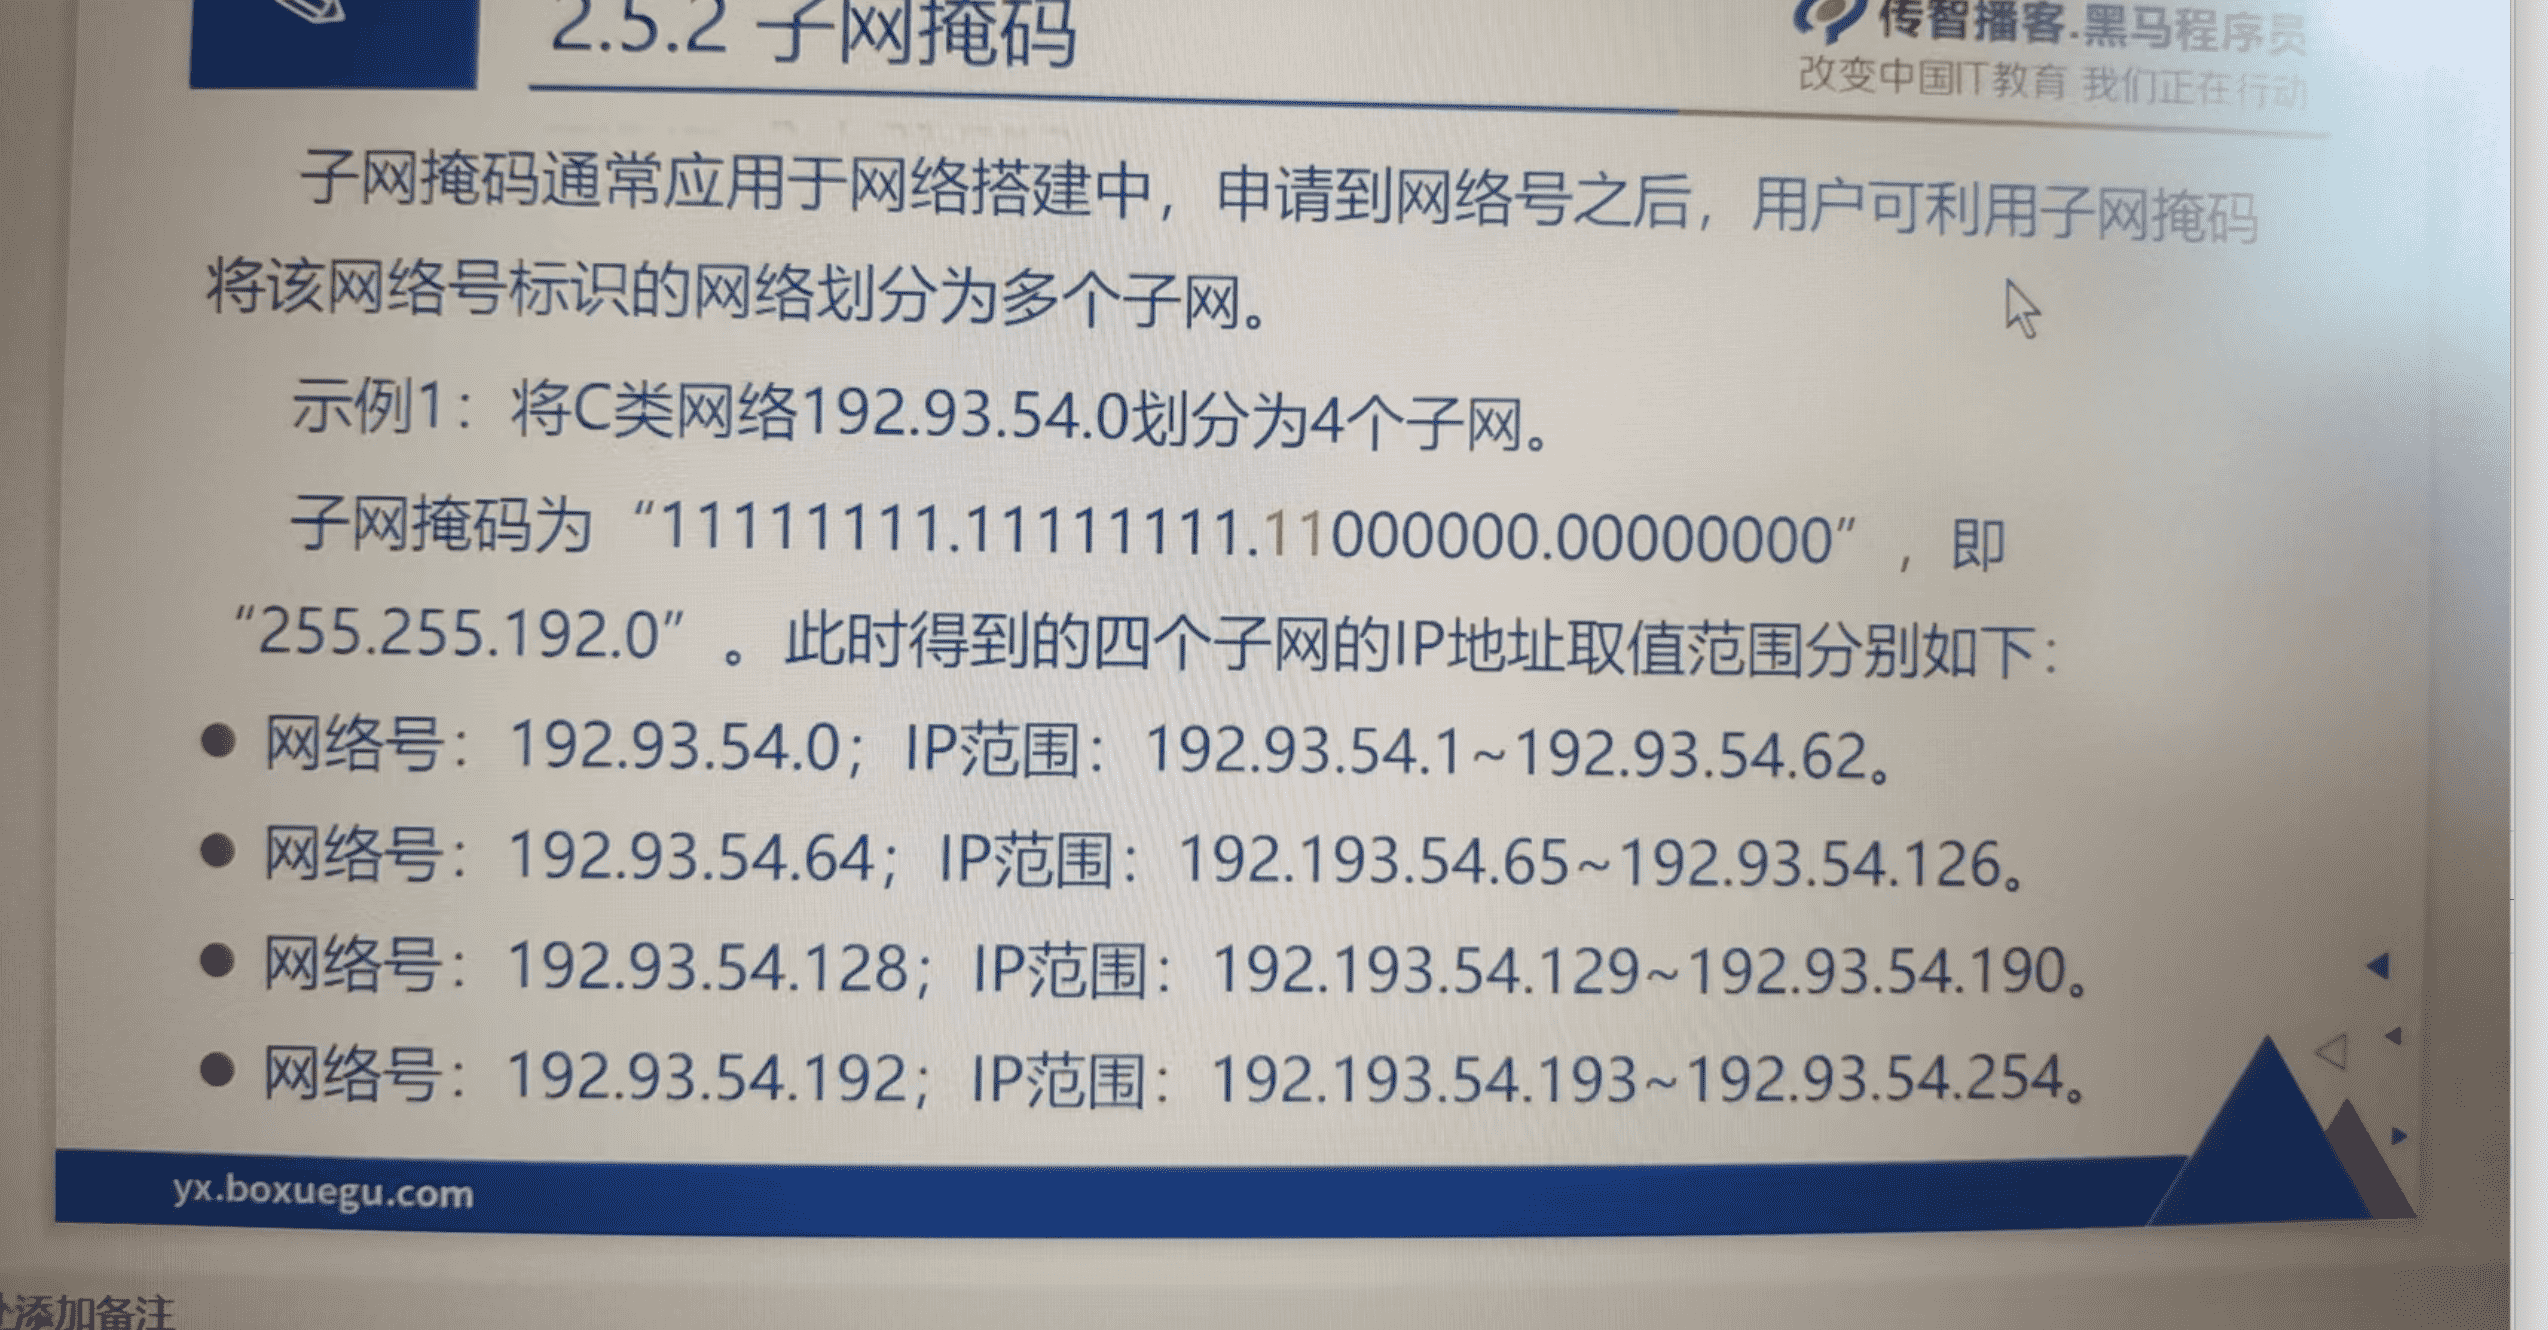 2.5.2 子网掩码
传智播客.黑马程序员
改变中国IT教育 我们正在行动
子网掩码通常应用于网络搭建中，申请到网络号之后，用户可利用子网掩码
将该网络号标识的网络划分为多个子网。
示例1：将C类网络192.93.54.0划分为4个子网。
子网掩码为“11111111.11111111.11000000.00000000”，即
“255.255.192.0”。此时得到的四个子网的IP地址取值范围分别如下：
● 网络号：192.93.54.0；IP范围：192.93.54.1~192.93.54.62。
● 网络号：192.93.54.64；IP范围：192.193.54.65~192.93.54.126。
● 网络号：192.93.54.128；IP范围：192.193.54.129~192.93.54.190。
● 网络号：192.93.54.192；IP范围：192.193.54.193~192.93.54.254。
yx.boxuegu.com
添加备注